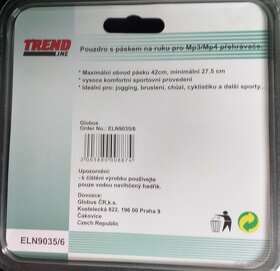 TREND
LINE
Pouzdro s páskem na ruku pro Mp3/Mp4 přehrávače.
* Maximální obvod pásku 42cm, minimální 27.5 cm
* vysoce komfortní sportovní provedení
* Ideální pro: jogging, bruslení, chůzi, cyklistiku a další sporty...
Globus
Order No.: ELN9035/6
2003880008874
Upozornění:
- k čištění výrobku používejte
pouze vodou navlhčený hadřík.
Dovozce:
Globus ČR,k.s.
Kostelecká 822, 196 00 Praha 9
Čakovice
Czech Republic
ELN9035/6